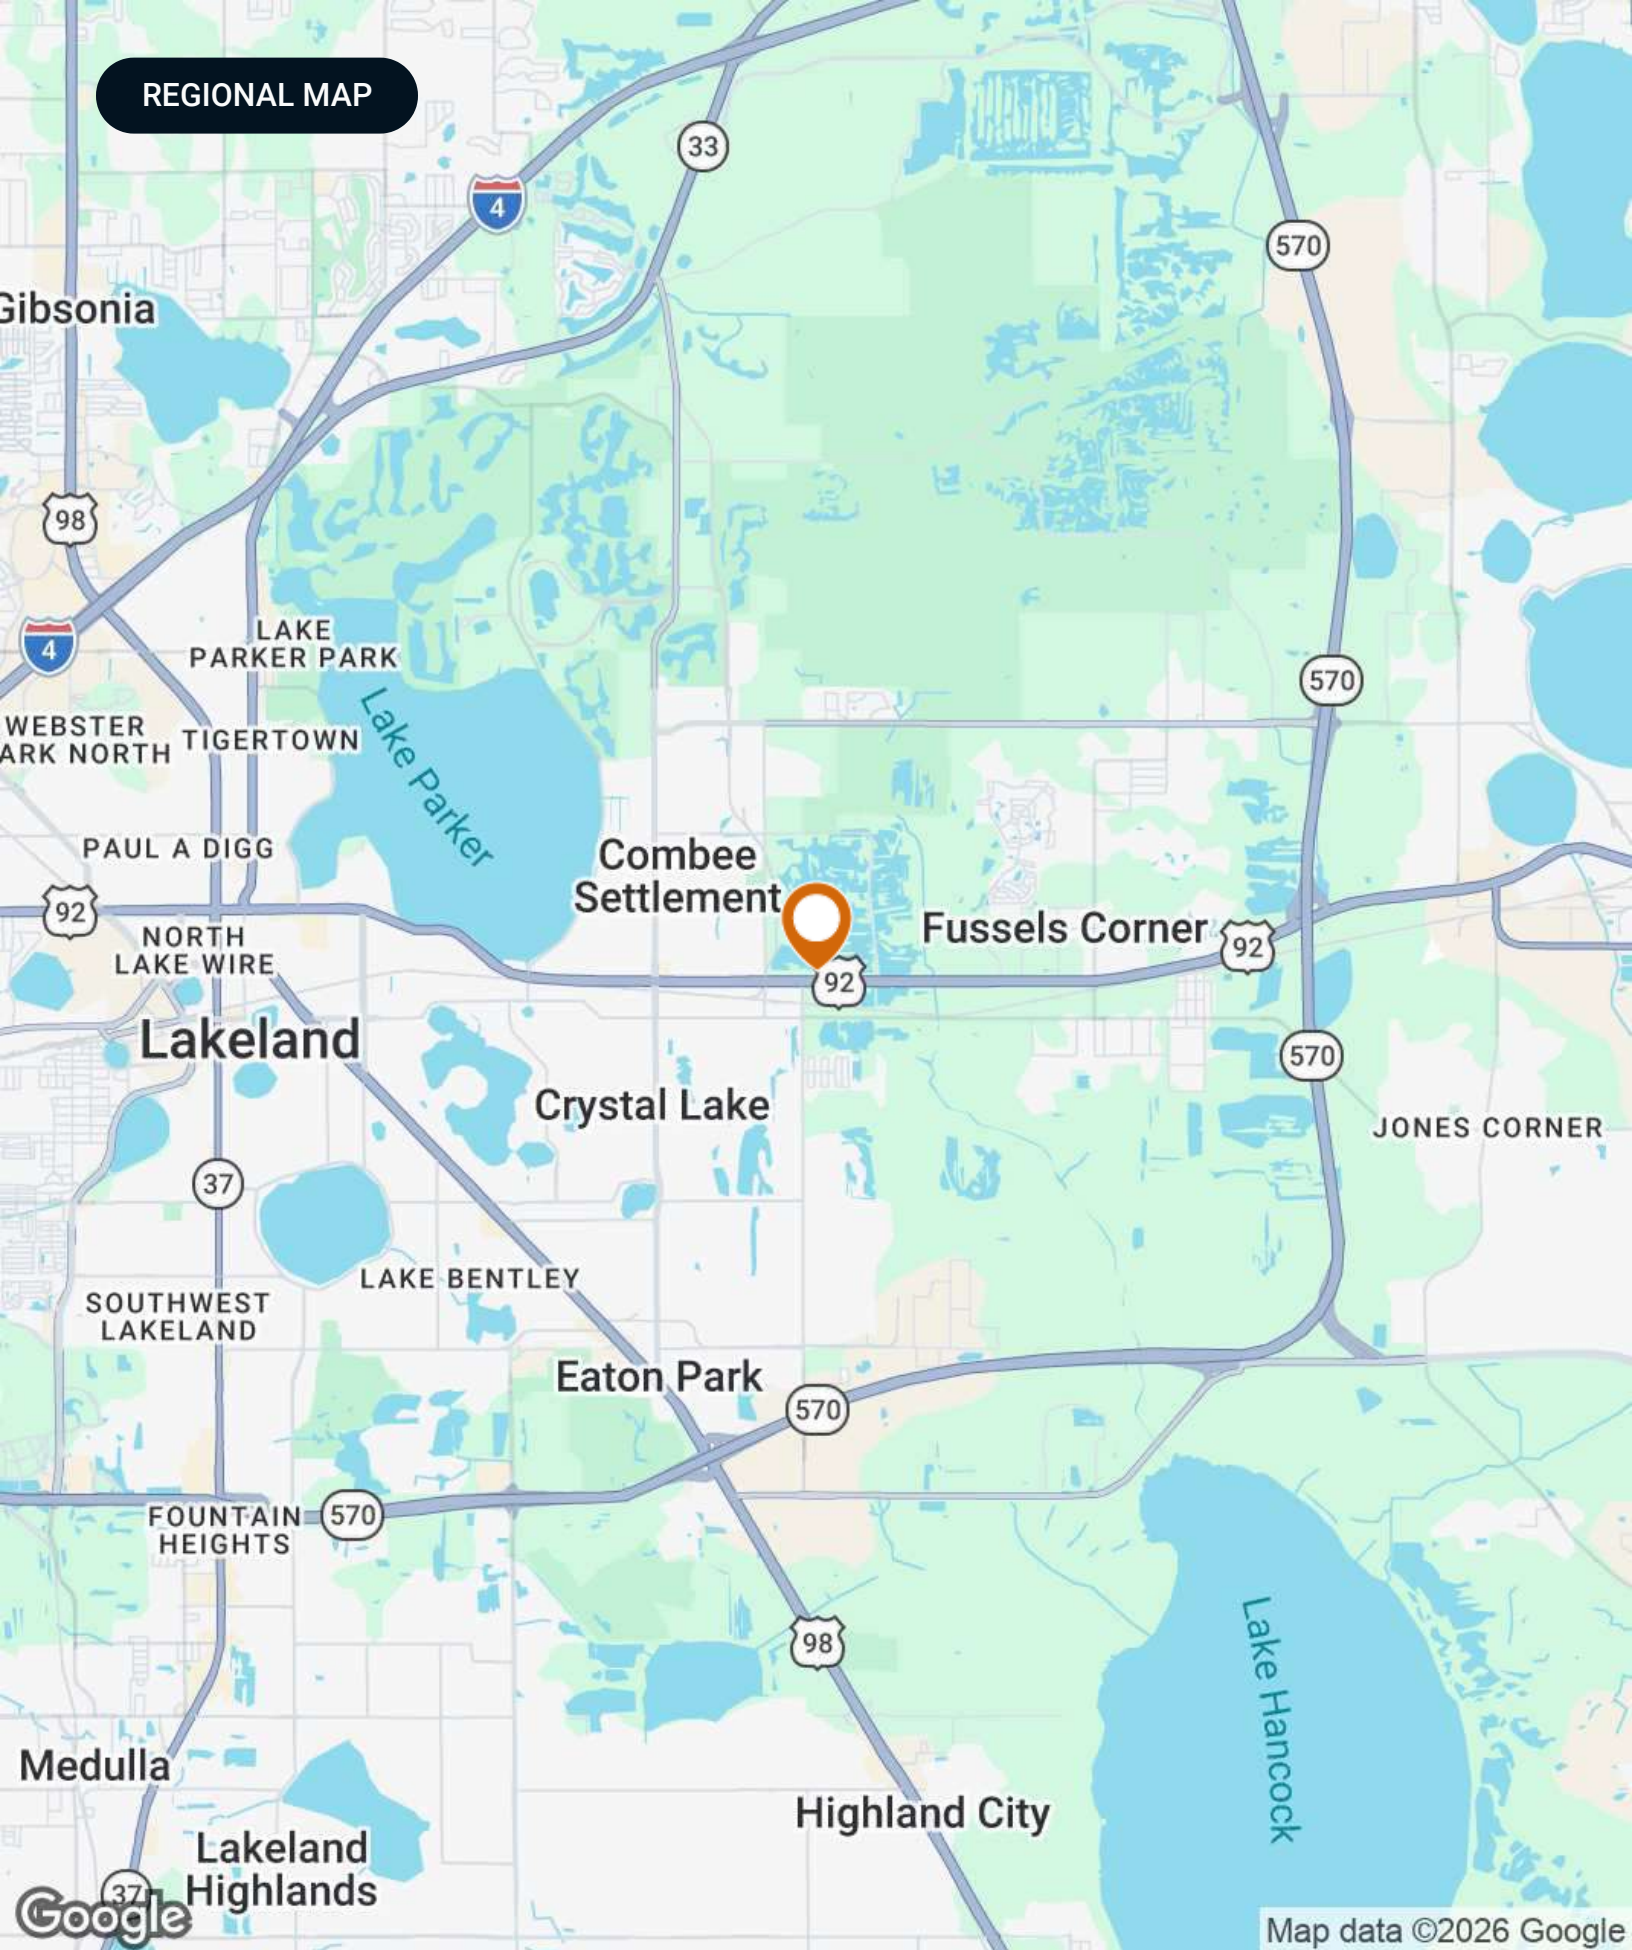 REGIONAL MAP
33
4
570
Gibsonia
98
4
LAKE
PARKER PARK
570
WEBSTER
ARK NORTH
TIGERTOWN
Lake Parker
PAUL A DIGG
Combee
Settlement
92
Fussels Corner
92
NORTH
LAKE WIRE
92
Lakeland
570
Crystal Lake
JONES CORNER
37
LAKE BENTLEY
SOUTHWEST
LAKELAND
Eaton Park
570
FOUNTAIN
HEIGHTS
570
98
Lake Hancock
Medulla
Highland City
Lakeland
Highlands
37
Google
Map data ©2026 Google